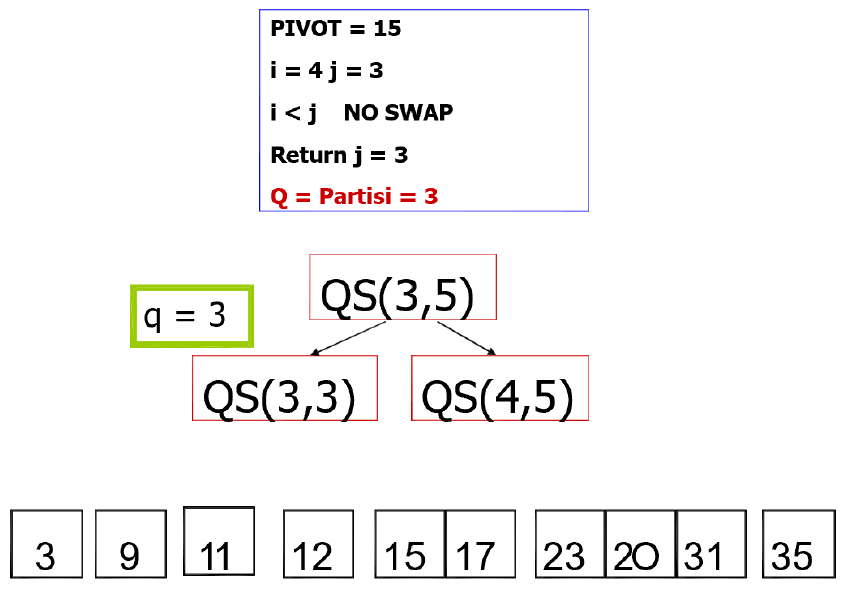 PIVOT = 15
i = 4 j = 3
i < j NO SWAP
Return j = 3
Q = Partisi = 3
QS(3,5)
q = 3
QS(3,3) QS(4,5)
3 9 11 12 15 17 23 20 31 35